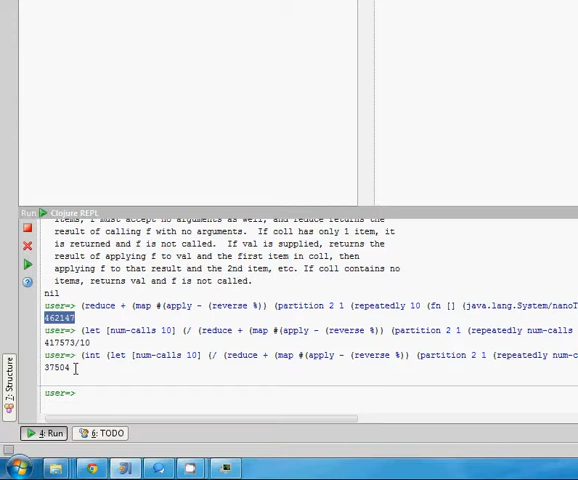 Run Clojure REPL
items, f must accept no arguments as well, and reduce returns the
result of calling f with no arguments.  If coll has only 1 item, it
is returned and f is not called.  If val is supplied, returns the
result of applying f to val and the first item in coll, then
applying f to that result and the 2nd item, etc. If coll contains no
items, returns val and f is not called.
nil
user=> (reduce + (map #(apply - (reverse %)) (partition 2 1 (repeatedly 10 (fn [] (java.lang.System/nanoT
462147
user=> (let [num-calls 10] (/ (reduce + (map #(apply - (reverse %)) (partition 2 1 (repeatedly num-calls
417573/10
user=> (int (let [num-calls 10] (/ (reduce + (map #(apply - (reverse %)) (partition 2 1 (repeatedly num-c
37504
user=>
7: Structure
4: Run 6: TODO